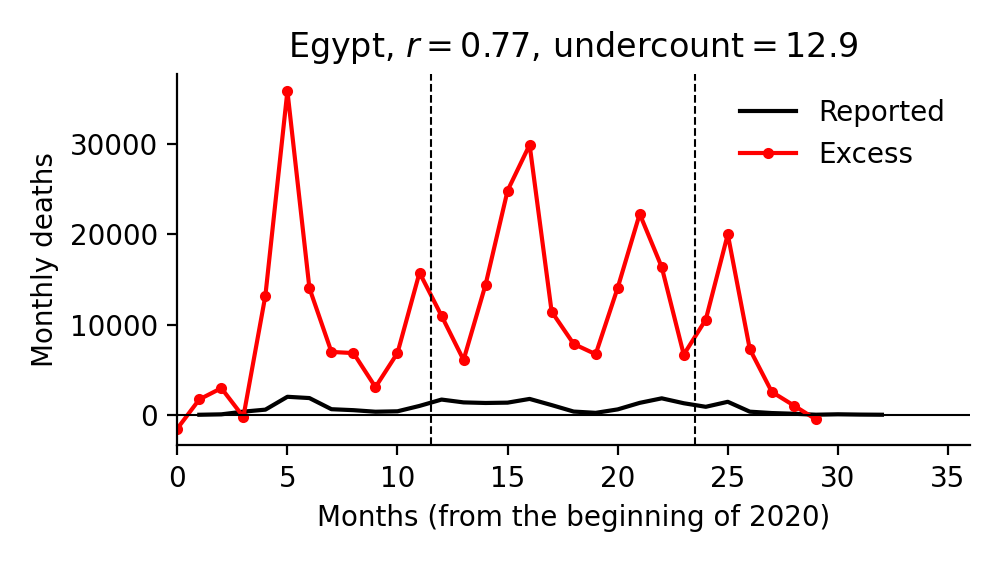 Egypt, r = 0.77, undercount = 12.9
Reported
Excess
Monthly deaths
30000
20000
10000
0
0 5 10 15 20 25 30 35
Months (from the beginning of 2020)